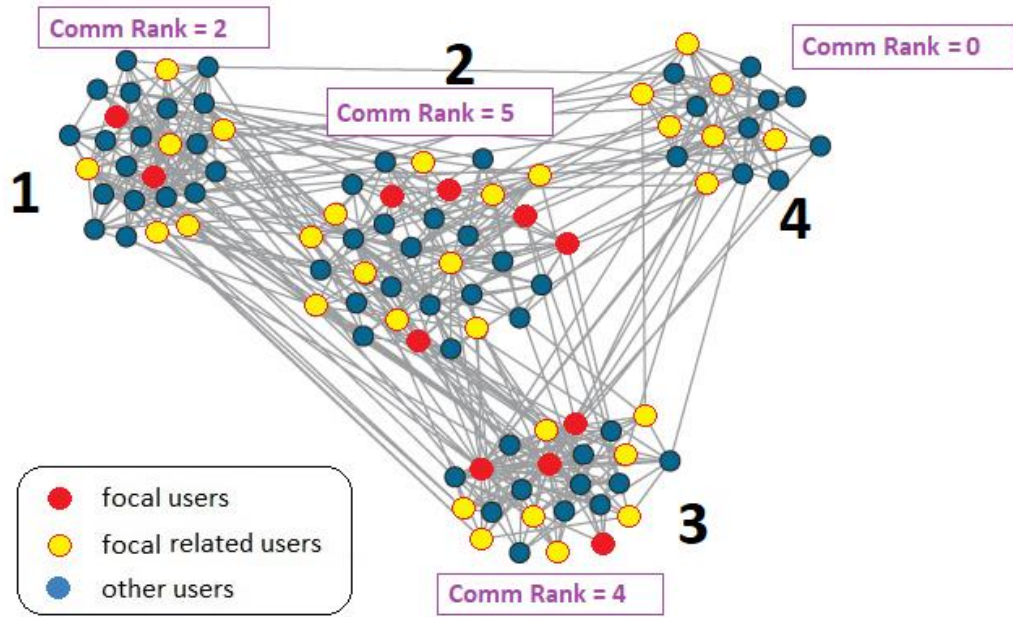 Comm Rank = 2
2
Comm Rank = 0
Comm Rank = 5
1
4
3
focal users
focal related users
other users
Comm Rank = 4